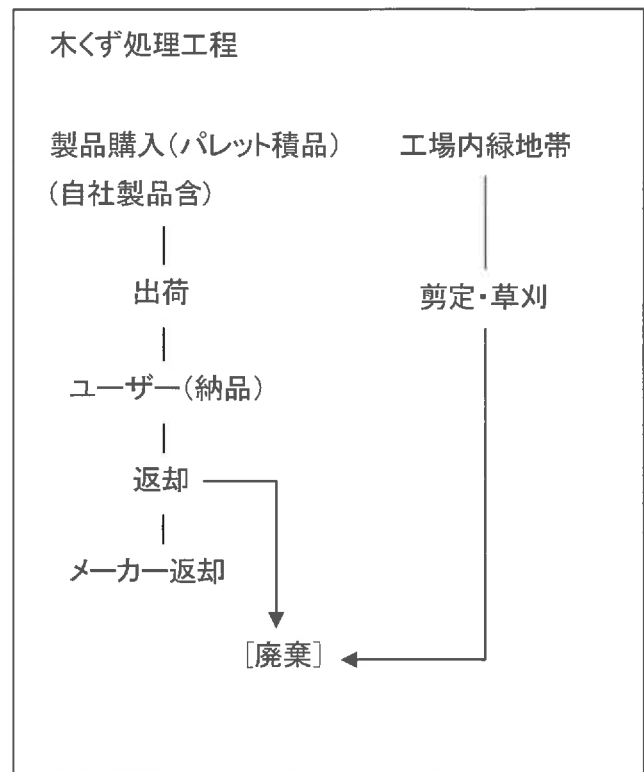 木くず処理工程
製品購入(パレット積品)
(自社製品含)
出荷
ユーザー(納品)
返却
メーカー返却
工場内緑地帯
剪定・草刈
[廃棄]